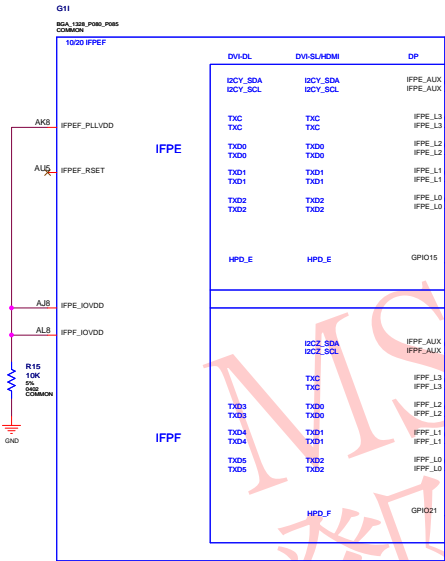 G1I
BGA_1328_P080_P085
COMMON
10/20 IFPEF
DVI-DL DVI-SL/HDMI DP
I2CY_SDA I2CY_SDA IFPE_AUX
I2CY_SCL I2CY_SCL IFPE_AUX
TXC TXC IFPE_L3
TXC TXC IFPE_L3
AK8 IFPEF_PLLVDD
TXD0 TXD0 IFPE_L2
TXD0 TXD0 IFPE_L2
IFPE
AU5 IFPEF_RSET
TXD1 TXD1 IFPE_L1
TXD1 TXD1 IFPE_L1
TXD2 TXD2 IFPE_L0
TXD2 TXD2 IFPE_L0
HPD_E HPD_E GPIO15
AJ8 IFPE_IOVDD
AL8 IFPF_IOVDD
I2CZ_SDA IFPF_AUX
I2CZ_SCL IFPF_AUX
R15
10K
5%
0402
COMMON
GND
TXC IFPF_L3
TXC IFPF_L3
TXD3 TXD0 IFPF_L2
TXD3 TXD0 IFPF_L2
IFPF
TXD4 TXD1 IFPF_L1
TXD4 TXD1 IFPF_L1
TXD5 TXD2 IFPF_L0
TXD5 TXD2 IFPF_L0
HPD_F GPIO21
MS